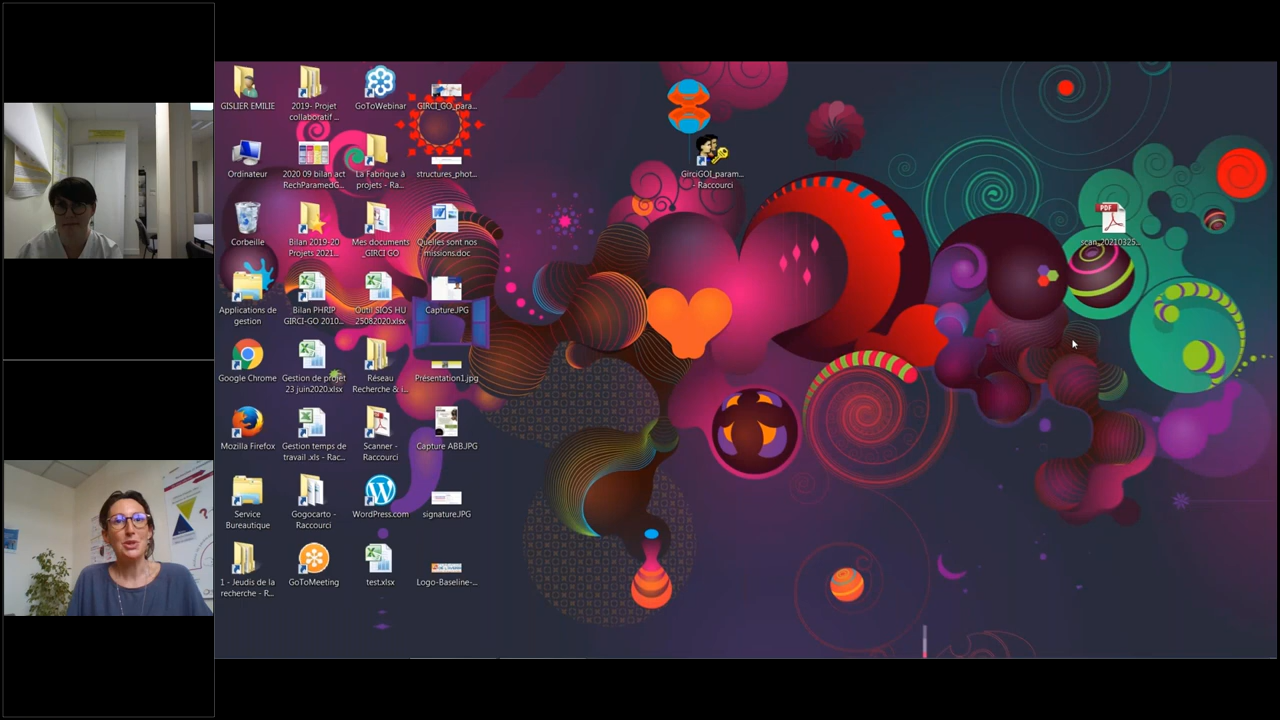 GISLIER EMILIE
2019- Projet
collaboratif ...
GoToWebinar
GIRCI_GO_para...
Ordinateur
2020 09 bilan act
RechParamedG...
La Fabrique à
projets - Ra...
structures_phot...
GirciGOI_param...
- Raccourci
Corbeille
Bilan 2019-20
Projets 2021...
Mes documents
_GIRCI GO
Quelles sont nos
missions.doc
PDF
scan_20210325...
Applications de
gestion
Bilan PHRIP
GIRCI-GO 2010...
Outil SIOS HU
25082020.xlsx
Capture.JPG
Google Chrome
Gestion de projet
23 juin2020.xlsx
Réseau
Recherche & i...
Présentation1.jpg
Mozilla Firefox
Gestion temps de
travail .xls - Rac...
Scanner -
Raccourci
Capture ABB.JPG
Service
Bureautique
Gogocarto -
Raccourci
WordPress.com
signature.JPG
1 - Jeudis de la
recherche - R...
GoToMeeting
test.xlsx
Logo-Baseline-...